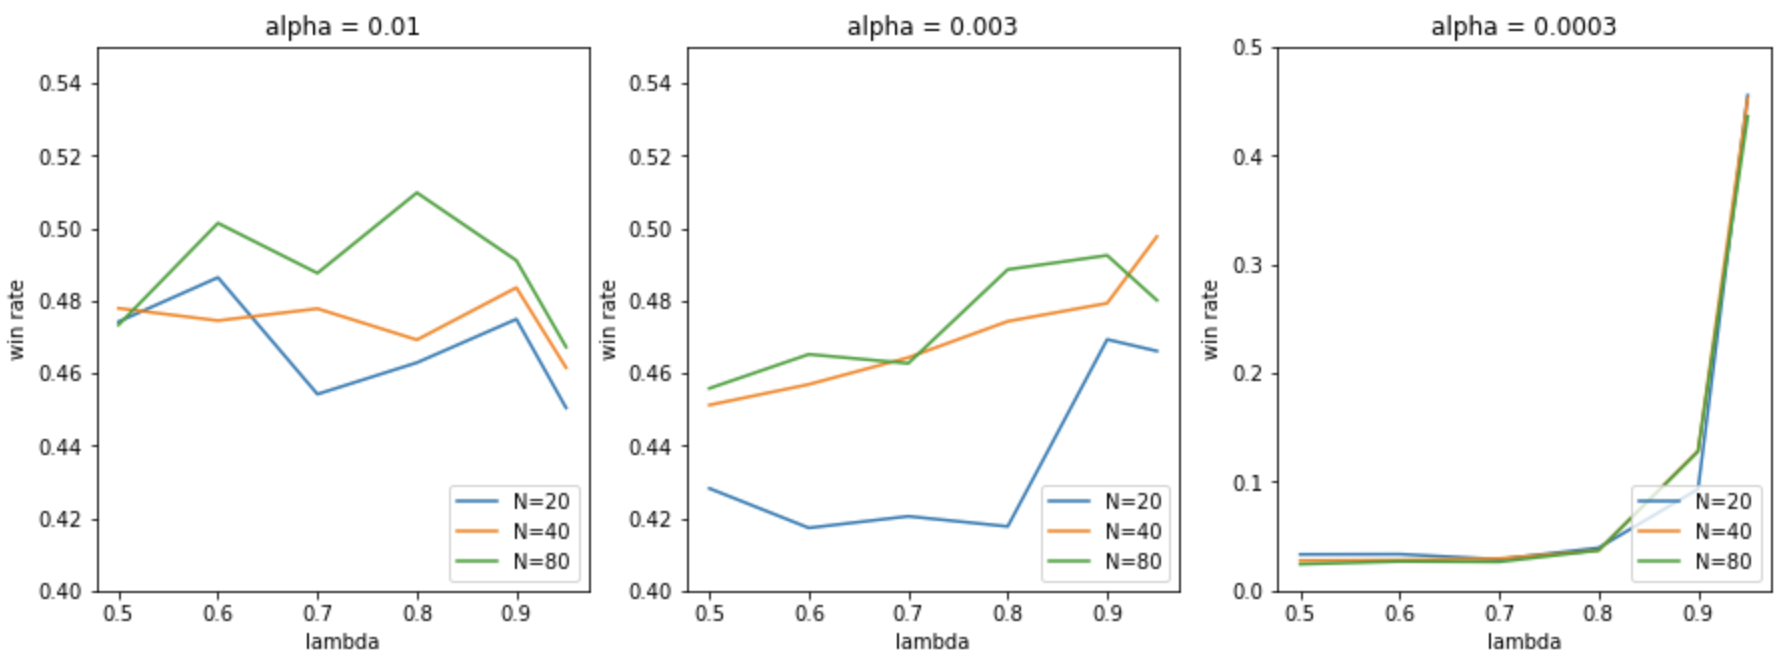 alpha = 0.01
win rate
0.54
0.52
0.50
0.48
0.46
0.44
0.42
0.40
0.5 0.6 0.7 0.8 0.9
lambda
N=20
N=40
N=80
alpha = 0.003
win rate
0.54
0.52
0.50
0.48
0.46
0.44
0.42
0.40
0.5 0.6 0.7 0.8 0.9
lambda
N=20
N=40
N=80
alpha = 0.0003
win rate
0.5
0.4
0.3
0.2
0.1
0.0
0.5 0.6 0.7 0.8 0.9
lambda
N=20
N=40
N=80